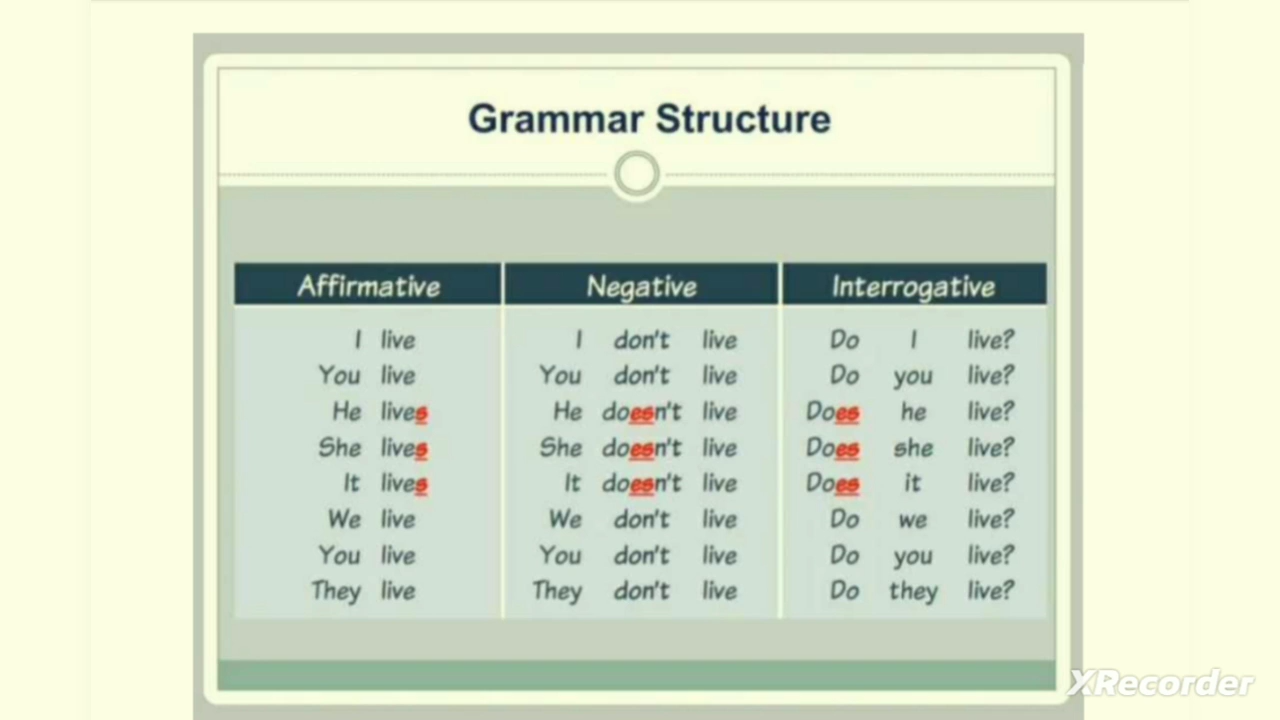 Grammar Structure
Affirmative Negative Interrogative
I live I don't live Do I live?
You live You don't live Do you live?
He lives He doesn't live Does he live?
She lives She doesn't live Does she live?
It lives It doesn't live Does it live?
We live We don't live Do we live?
You live You don't live Do you live?
They live They don't live Do they live?
XRecorder